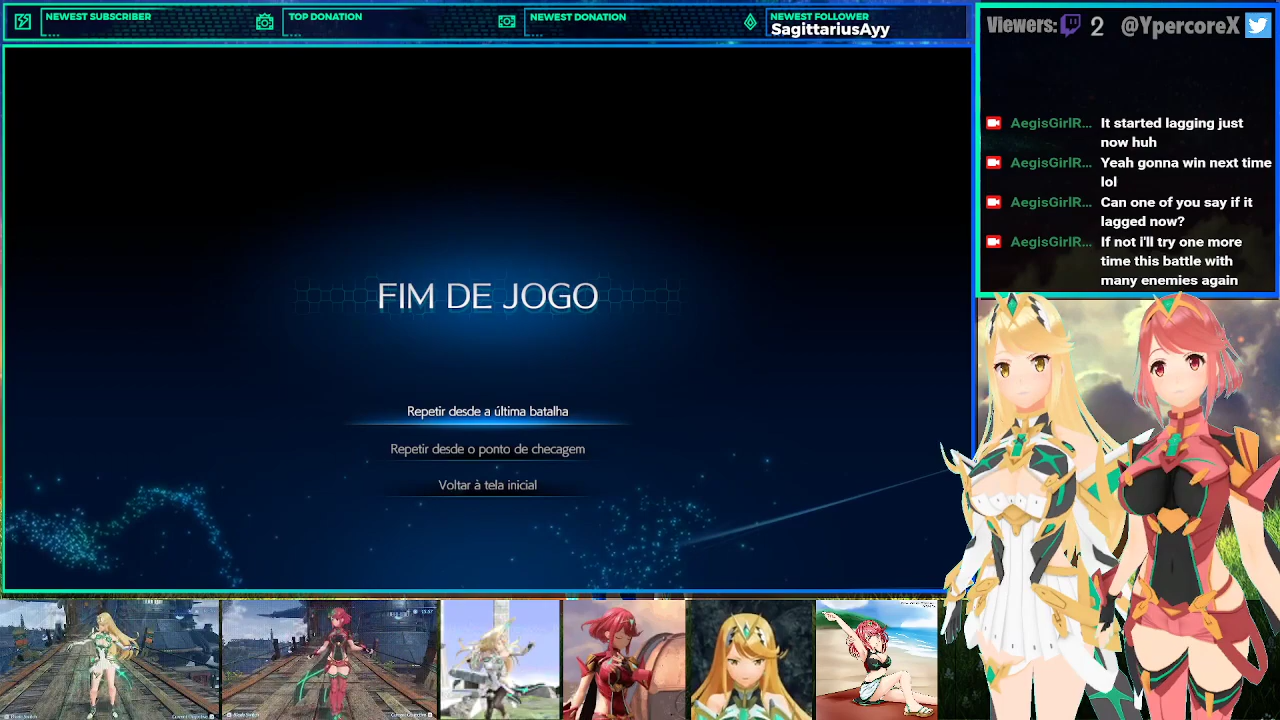 NEWEST SUBSCRIBER
TOP DONATION
NEWEST DONATION
NEWEST FOLLOWER
SagittariusAyy
Viewers: 2 @YpercoreX
AegisGirlR... It started lagging just
now huh
AegisGirlR... Yeah gonna win next time
lol
AegisGirlR... Can one of you say if it
lagged now?
AegisGirlR... If not i'll try one more
time this battle with
many enemies again
FIM DE JOGO
Repetir desde a última batalha
Repetir desde o ponto de checagem
Voltar à tela inicial